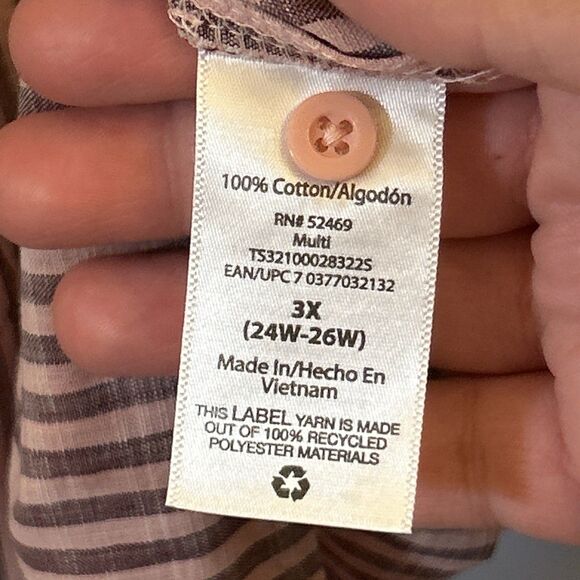 100% Cotton/Algodón
RN# 52469
Multi
TS32100028322S
EAN/UPC 7 0377032132
3X
(24W-26W)
Made In/Hecho En
Vietnam
THIS LABEL YARN IS MADE
OUT OF 100% RECYCLED
POLYESTER MATERIALS